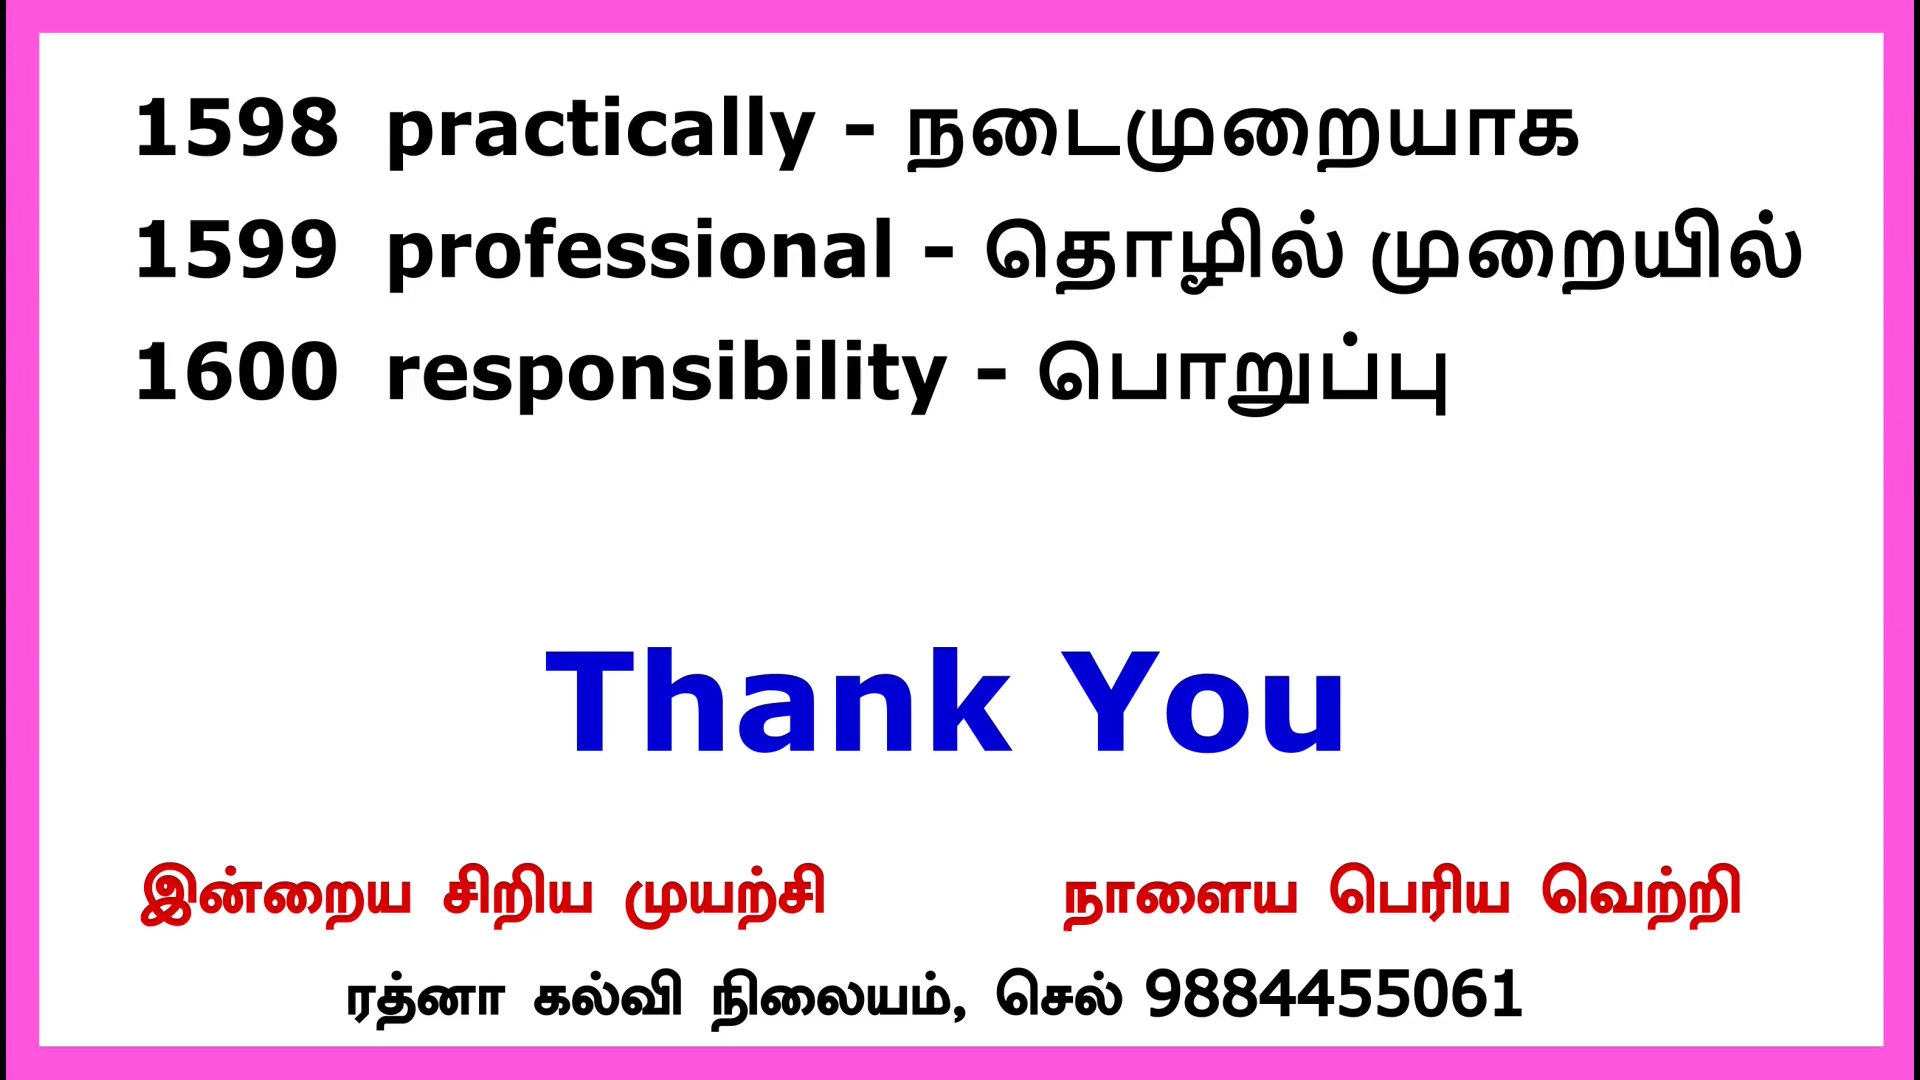 1598 practically - நடைமுறையாக
1599 professional - தொழில் முறையில்
1600 responsibility - பொறுப்பு
Thank You
இன்றைய சிறிய முயற்சி நாளைய பெரிய வெற்றி
ரத்னா கல்வி நிலையம், செல் 9884455061